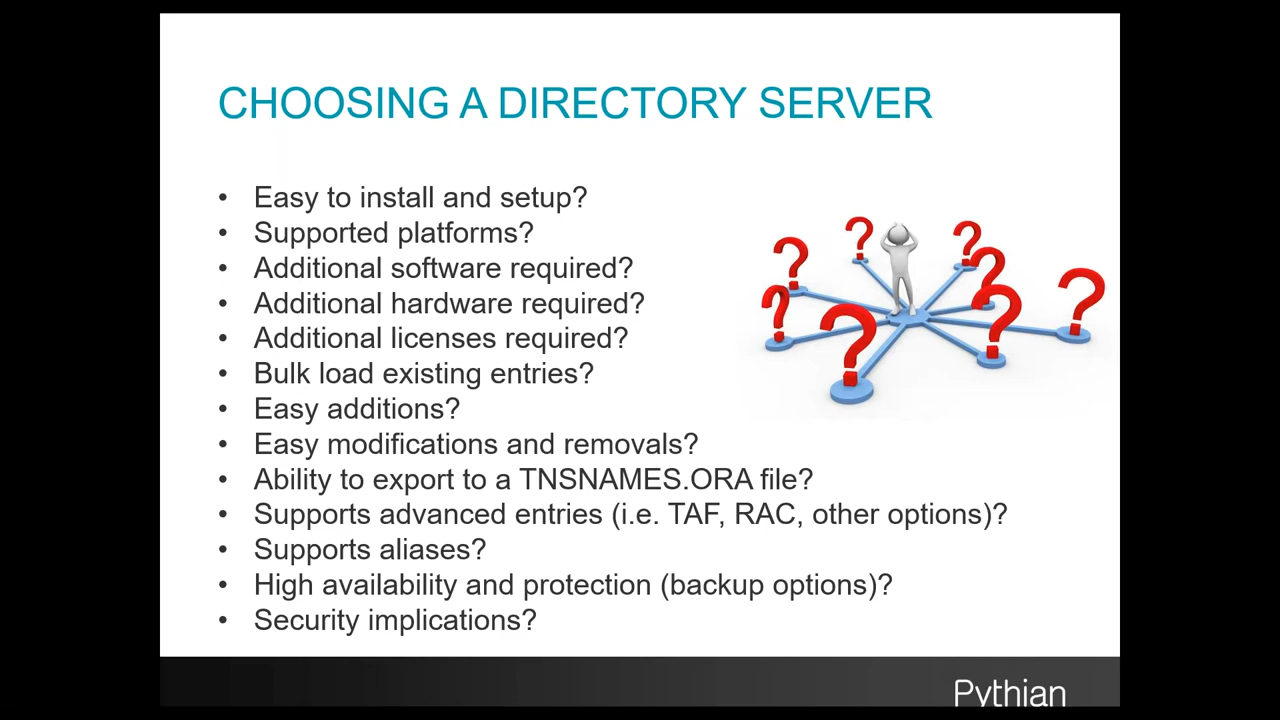 CHOOSING A DIRECTORY SERVER
• Easy to install and setup?
• Supported platforms?
• Additional software required?
• Additional hardware required?
• Additional licenses required?
• Bulk load existing entries?
• Easy additions?
• Easy modifications and removals?
• Ability to export to a TNSNAMES.ORA file?
• Supports advanced entries (i.e. TAF, RAC, other options)?
• Supports aliases?
• High availability and protection (backup options)?
• Security implications?
Pythian